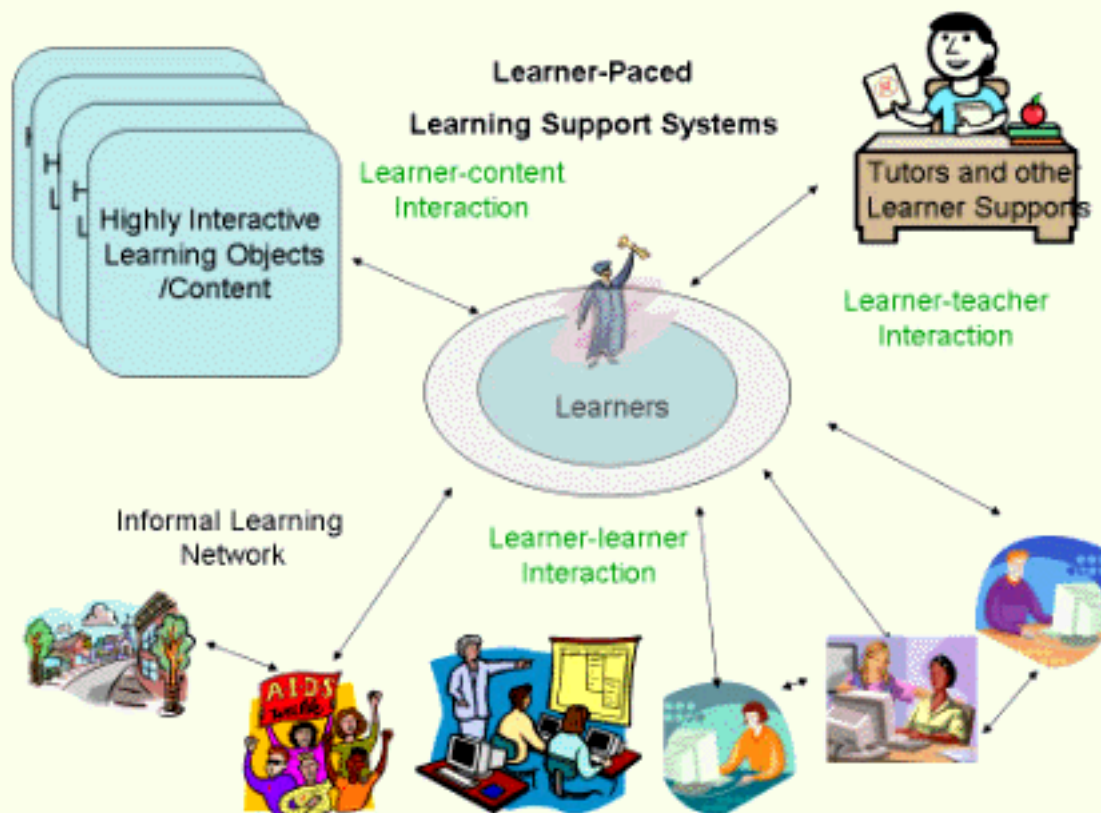 Learner-Paced
Learning Support Systems
Learner-content
Interaction
H
L
H
L
H
L
Highly Interactive
Learning Objects
/Content
Tutors and other
Learner Supports
Learner-teacher
Interaction
Learners
Informal Learning
Network
Learner-learner
Interaction
AIDS